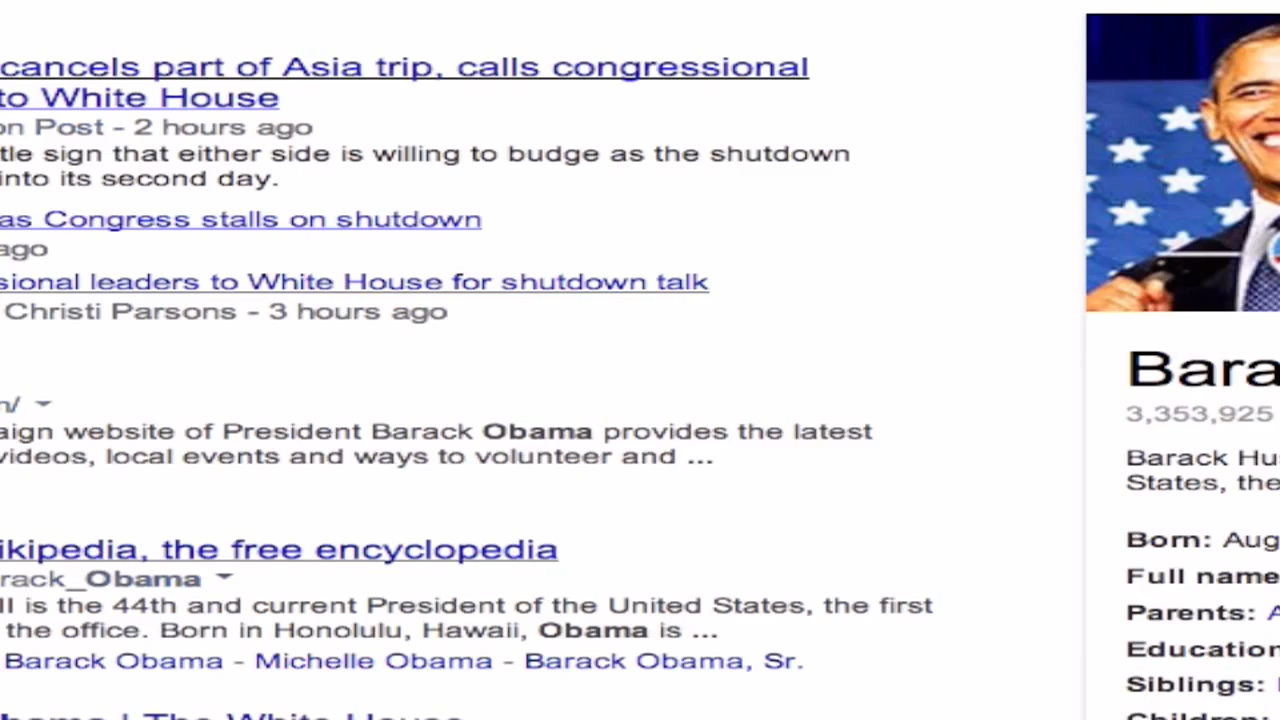 cancels part of Asia trip, calls congressional
to White House
on Post - 2 hours ago
tle sign that either side is willing to budge as the shutdown
into its second day.
as Congress stalls on shutdown
ago
sional leaders to White House for shutdown talk
Christi Parsons - 3 hours ago
n/
aign website of President Barack Obama provides the latest
videos, local events and ways to volunteer and ...
ikipedia, the free encyclopedia
rack_Obama
II is the 44th and current President of the United States, the first
the office. Born in Honolulu, Hawaii, Obama is ...
Barack Obama - Michelle Obama - Barack Obama, Sr.
bama | The White House
Bara
3,353,925
Barack Hus
States, the
Born: Aug
Full name
Parents: A
Education
Siblings:
Children: